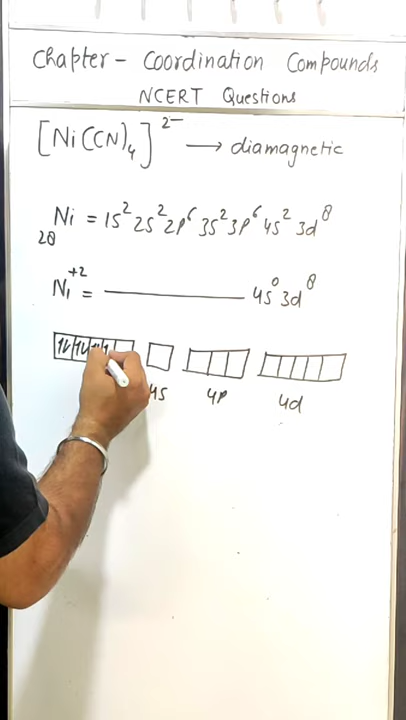 Chapter - Coordination Compounds
NCERT Questions
[Ni(CN)₄]²⁻ → diamagnetic
₂₈Ni = 1s² 2s² 2p⁶ 3s² 3p⁶ 4s² 3d⁸
Ni⁺² = ________ 4s⁰ 3d⁸
4s 4p 4d